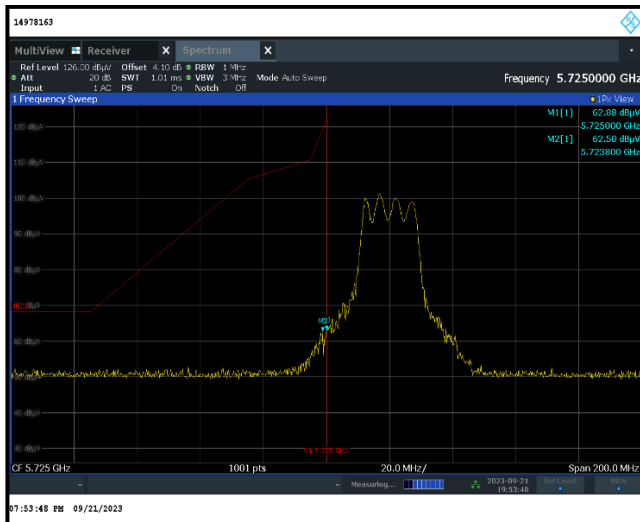 14978163
MultiView Receiver X Spectrum X
Ref Level 126.00 dBµV Offset 4.10 dB RBW 1 MHz
Att 20 dB SWT 1.01 ms VBW 3 MHz Mode Auto Sweep Frequency 5.7250000 GHz
Input 1 AC PS On Notch Off
1 Frequency Sweep 1Pk View
M1[1] 62.88 dBµV
5.725000 GHz
M2[1] 62.50 dBµV
5.723800 GHz
120 dBµV
110 dBµV
100 dBµV
90 dBµV
80 dBµV
60 dBµV
40 dBµV
30 dBµV
CF 5.725 GHz 1001 pts 20.0 MHz/ Span 200.0 MHz
Measuring... 2023-09-21 Ref Level RBW
19:53:48
07:53:48 PM 09/21/2023